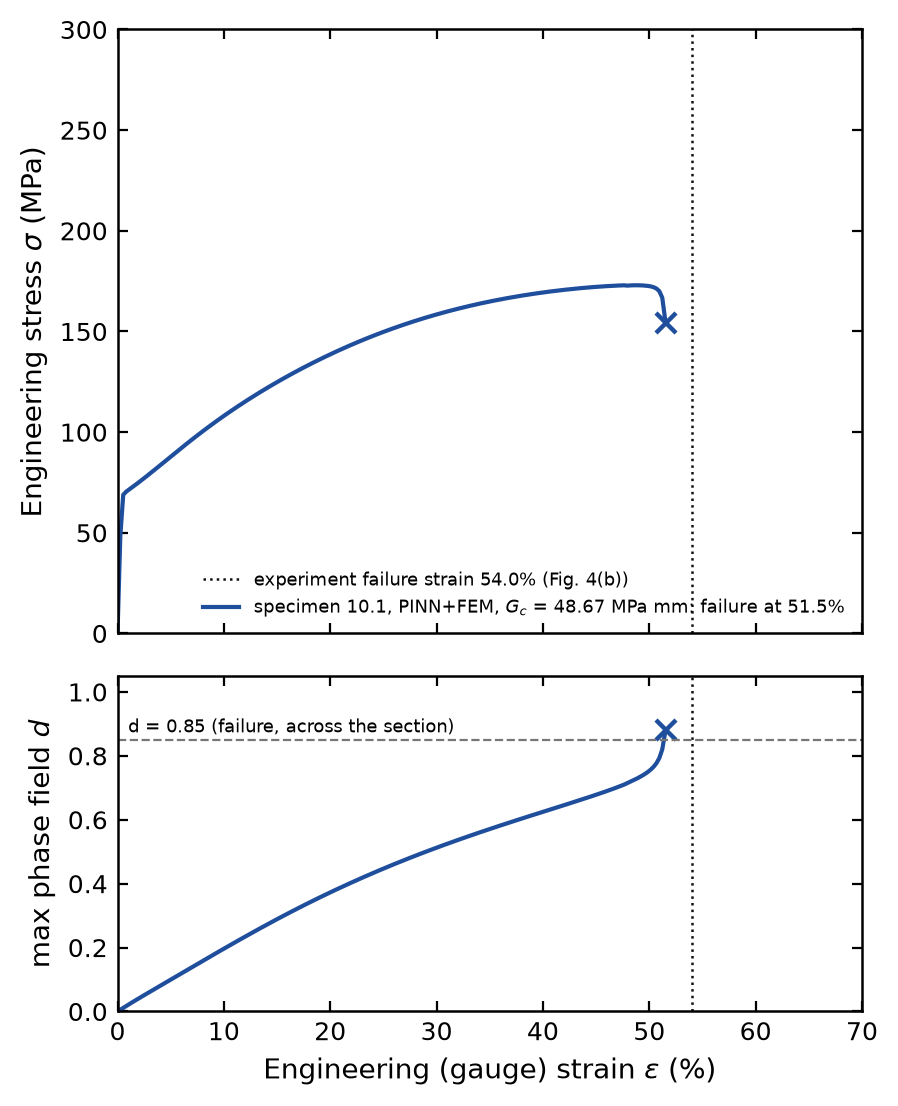 300
250
200
150
100
50
0
Engineering stress σ (MPa)
experiment failure strain 54.0% (Fig. 4(b))
specimen 10.1, PINN+FEM, G_c = 48.67 MPa mm: failure at 51.5%
1.0
0.8
0.6
0.4
0.2
0.0
max phase field d
d = 0.85 (failure, across the section)
0 10 20 30 40 50 60 70
Engineering (gauge) strain ε (%)